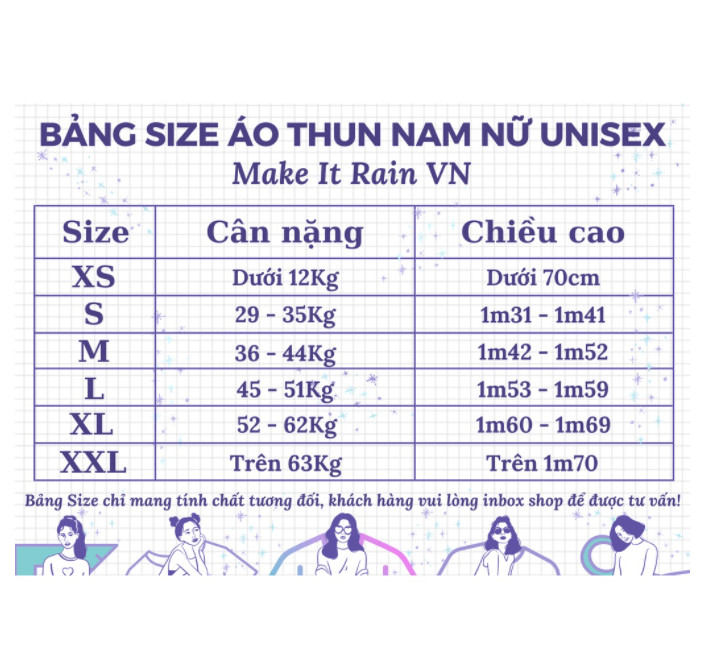 BẢNG SIZE ÁO THUN NAM NỮ UNISEX
Make It Rain VN
Size Cân nặng Chiều cao
XS Dưới 12Kg Dưới 70cm
S 29 - 35Kg 1m31 - 1m41
M 36 - 44Kg 1m42 - 1m52
L 45 - 51Kg 1m53 - 1m59
XL 52 - 62Kg 1m60 - 1m69
XXL Trên 63Kg Trên 1m70
Bảng Size chỉ mang tính chất tương đối, khách hàng vui lòng inbox shop để được tư vấn!